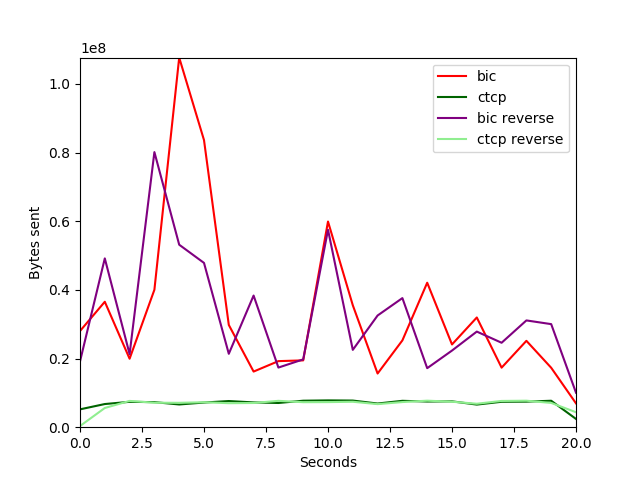 1e8
bic
ctcp
bic reverse
ctcp reverse
1.0
0.8
0.6
0.4
0.2
0.0
Bytes sent
0.0 2.5 5.0 7.5 10.0 12.5 15.0 17.5 20.0
Seconds